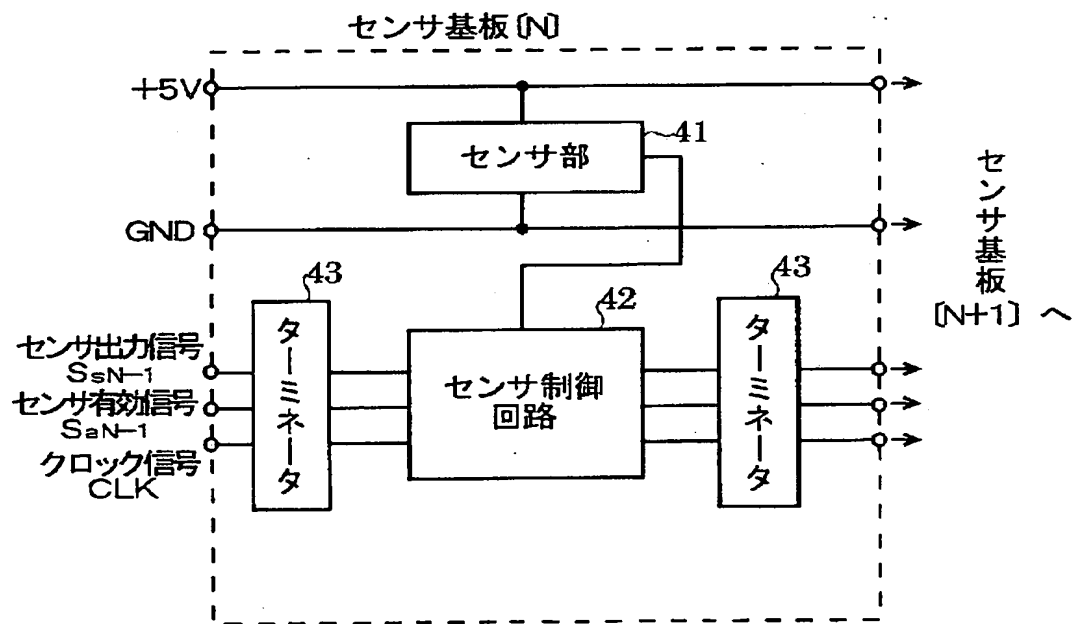 センサ基板〔N〕
+5V
センサ部
41
GND
センサ基板
〔N+1〕へ
43
ターミネータ
42
センサ制御
回路
43
ターミネータ
センサ出力信号
SsN-1
センサ有効信号
SaN-1
クロック信号
CLK